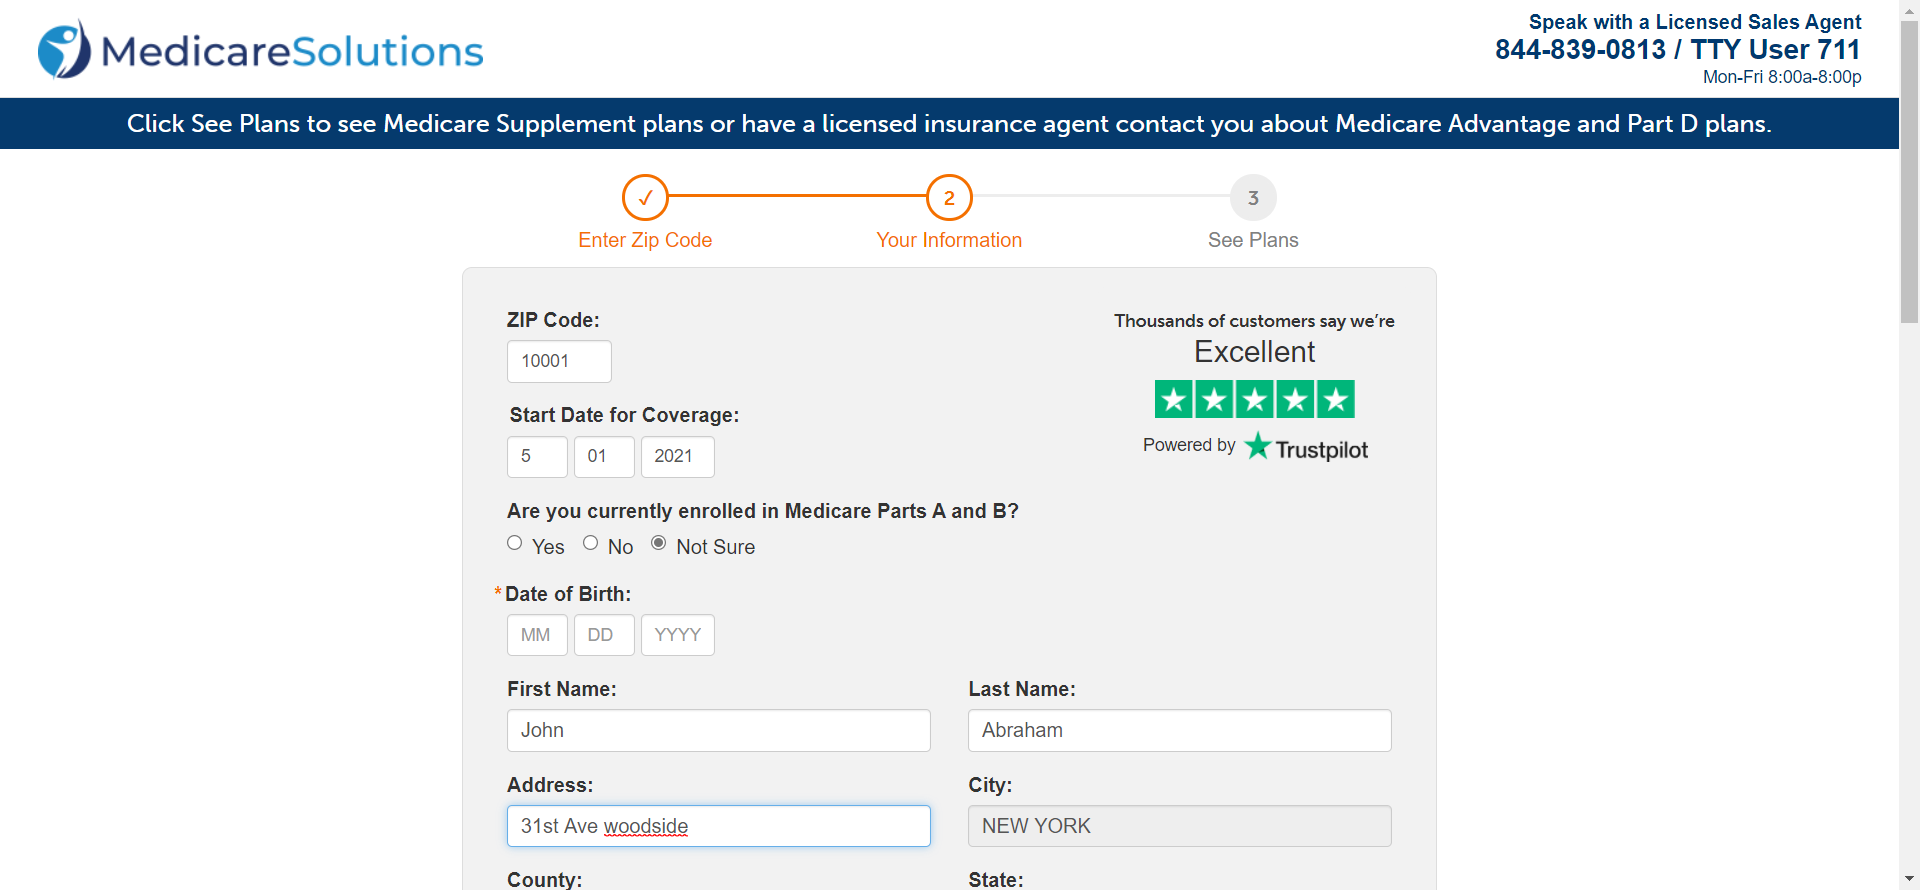 MedicareSolutions
Speak with a Licensed Sales Agent
844-839-0813 / TTY User 711
Mon-Fri 8:00a-8:00p
Click See Plans to see Medicare Supplement plans or have a licensed insurance agent contact you about Medicare Advantage and Part D plans.
✓ 2 3
Enter Zip Code Your Information See Plans
ZIP Code:
10001
Thousands of customers say we’re
Excellent
Powered by Trustpilot
Start Date for Coverage:
5 01 2021
Are you currently enrolled in Medicare Parts A and B?
Yes No Not Sure
*Date of Birth:
MM DD YYYY
First Name: Last Name:
John Abraham
Address: City:
31st Ave woodside NEW YORK
County: State: